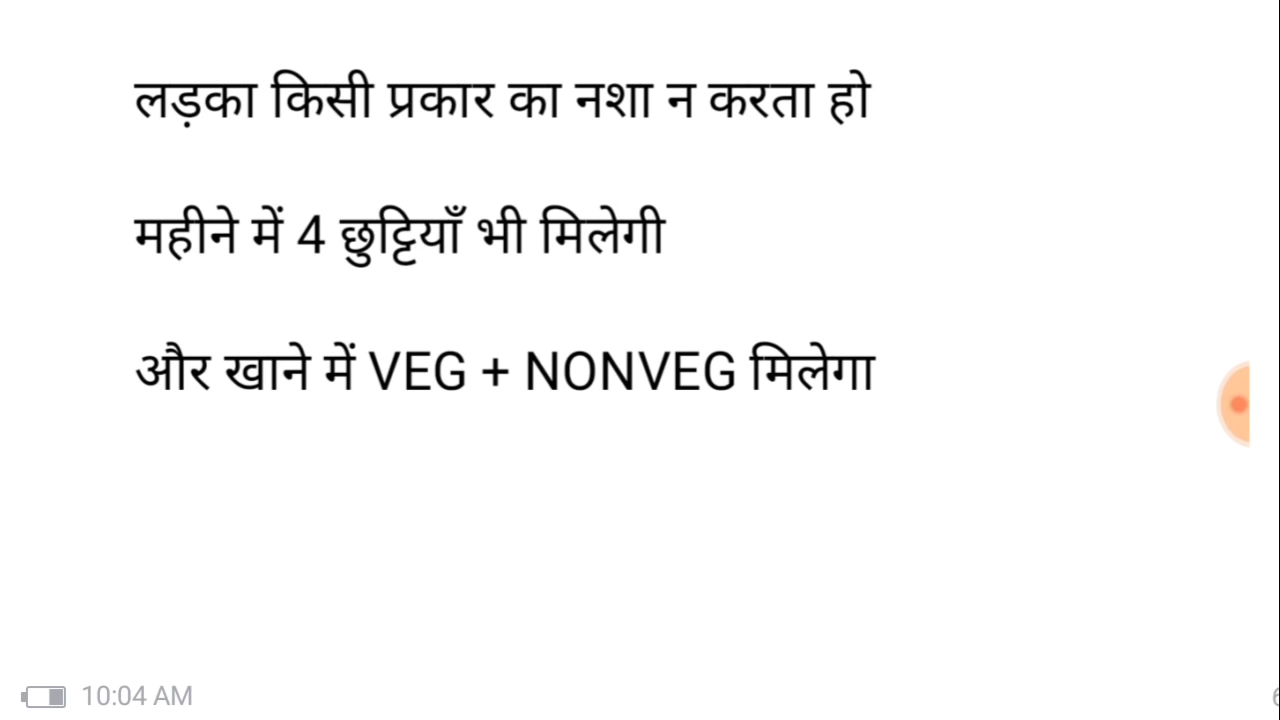 लड़का किसी प्रकार का नशा न करता हो
महीने में 4 छुट्टियाँ भी मिलेगी
और खाने में VEG + NONVEG मिलेगा
10:04 AM